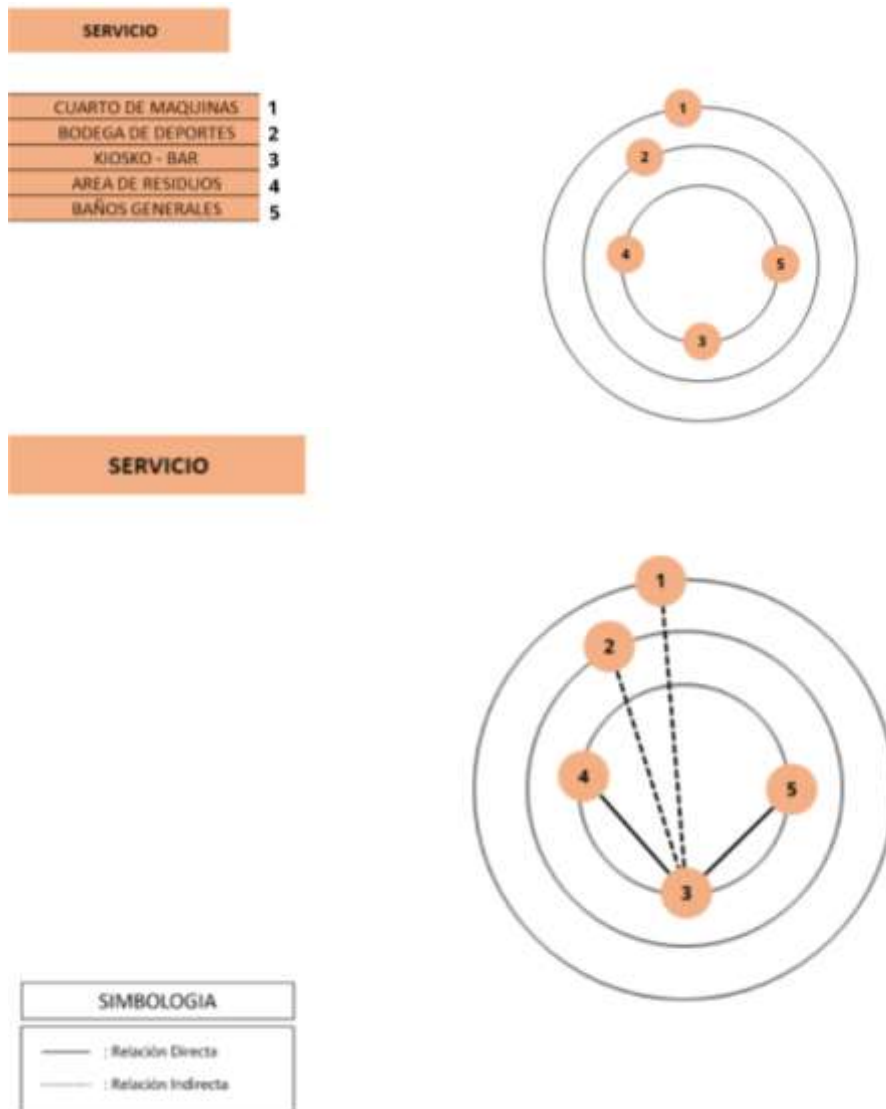 SERVICIO
CUARTO DE MAQUINAS 1
BODEGA DE DEPORTES 2
KIOSKO - BAR 3
AREA DE RESIDUOS 4
BAÑOS GENERALES 5
1
2
4
5
3
SERVICIO
1
2
4
5
3
SIMBOLOGIA
: Relación Directa
: Relación Indirecta